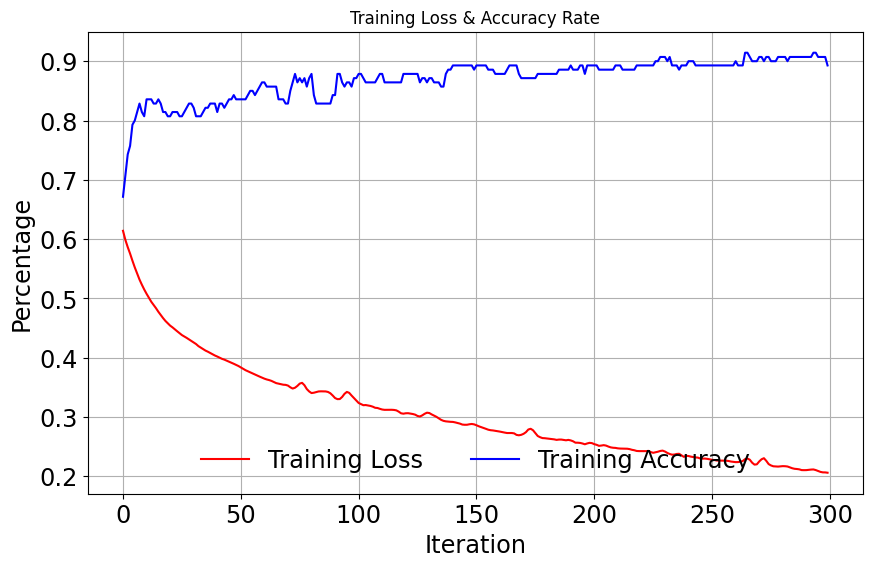 Training Loss & Accuracy Rate
Percentage
0.9
0.8
0.7
0.6
0.5
0.4
0.3
0.2
Training Loss Training Accuracy
0 50 100 150 200 250 300
Iteration